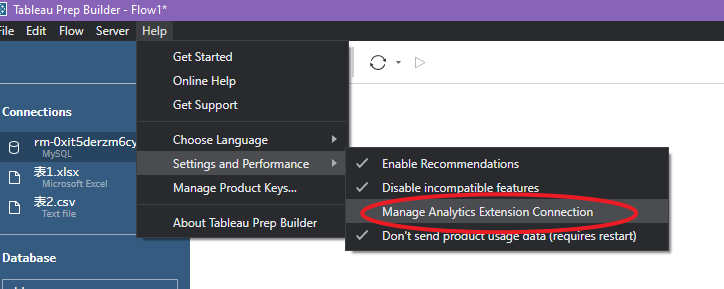 Tableau Prep Builder - Flow1*
File Edit Flow Server Help
Get Started
Online Help
Get Support
Choose Language
Settings and Performance
Manage Product Keys...
About Tableau Prep Builder
Enable Recommendations
Disable incompatible features
Manage Analytics Extension Connection
Don't send product usage data (requires restart)
Connections
rm-0xit5derzm6cy
MySQL
表1.xlsx
Microsoft Excel
表2.csv
Text file
Database